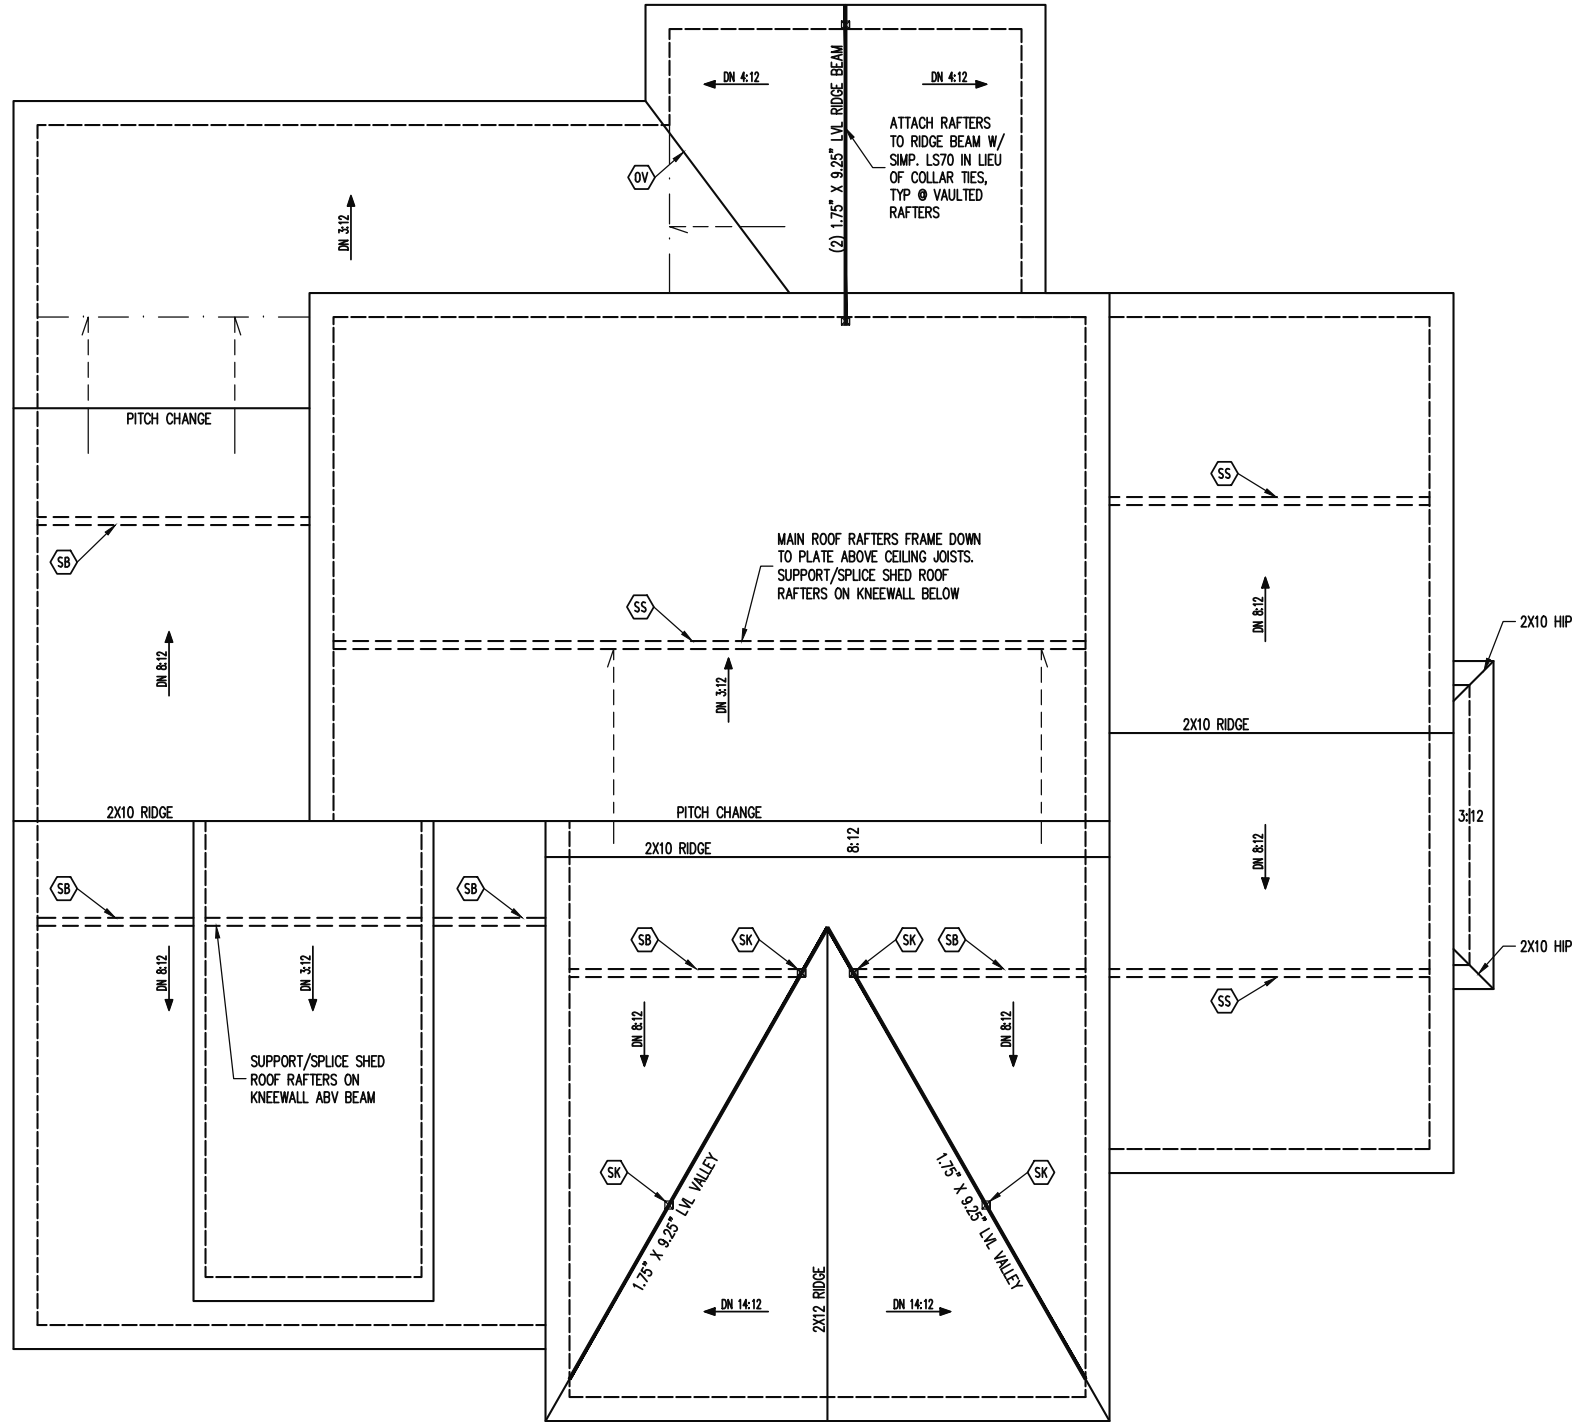 DN 4:12
DN 4:12
(2) 1.75" X 9.25" LVL RIDGE BEAM
ATTACH RAFTERS
TO RIDGE BEAM W/
SIMP. LS70 IN LIEU
OF COLLAR TIES,
TYP @ VAULTED
RAFTERS
OV
DN 3:12
PITCH CHANGE
SS
SB
MAIN ROOF RAFTERS FRAME DOWN
TO PLATE ABOVE CEILING JOISTS.
SUPPORT/SPLICE SHED ROOF
RAFTERS ON KNEEWALL BELOW
SS
DN 8:12
2X10 HIP
DN 8:12
DN 3:12
2X10 RIDGE
2X10 RIDGE
PITCH CHANGE
3:12
8:12
2X10 RIDGE
DN 8:12
SB
SB
SB
SK
SK
SB
2X10 HIP
DN 8:12
DN 3:12
SS
DN 8:12
DN 8:12
SUPPORT/SPLICE SHED
ROOF RAFTERS ON
KNEEWALL ABV BEAM
SK
SK
1.75" X 9.25" LVL VALLEY
1.75" X 9.25" LVL VALLEY
2X12 RIDGE
DN 14:12
DN 14:12